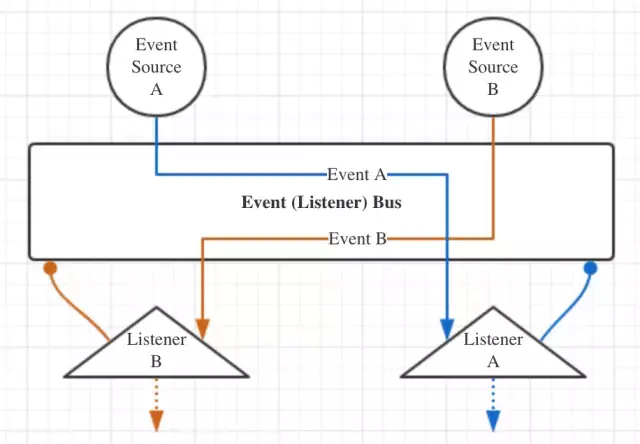 Event
Source
A
Event
Source
B
Event A
Event (Listener) Bus
Event B
Listener
B
Listener
A